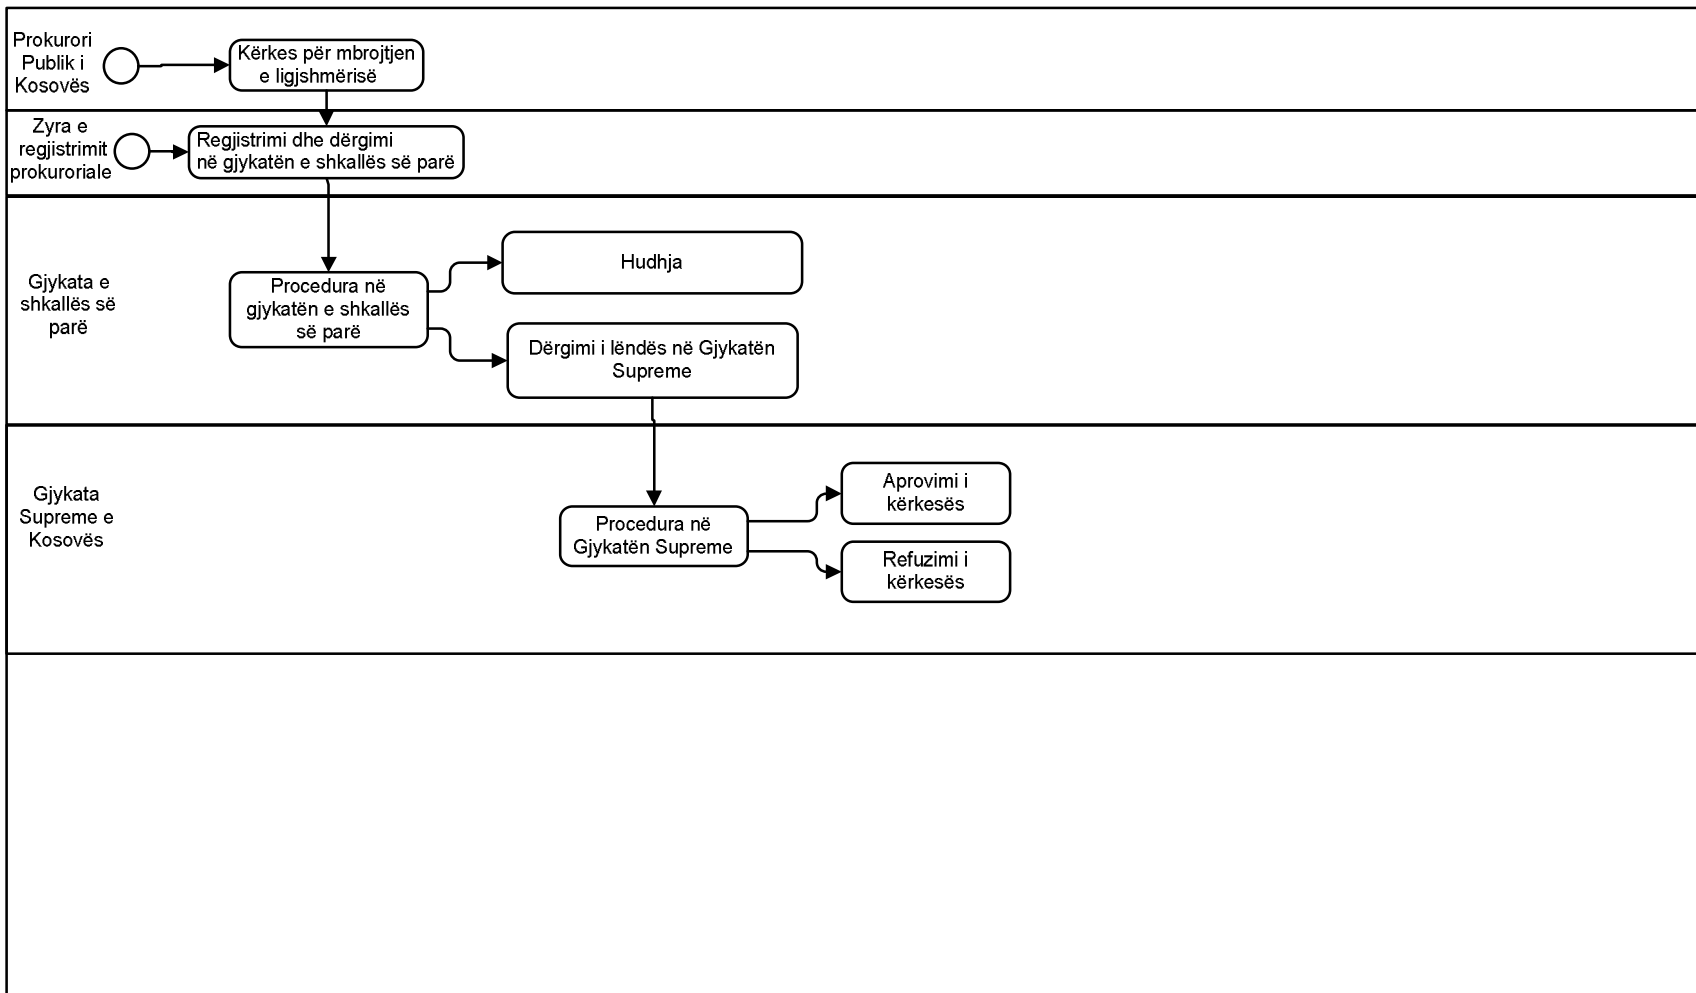 Prokurori
Publik i
Kosovës
Kërkes për mbrojtjen
e ligjshmërisë
Zyra e
regjistrimit
prokuroriale
Regjistrimi dhe dërgimi
në gjykatën e shkallës së parë
Gjykata e
shkallës së
parë
Procedura në
gjykatën e shkallës
së parë
Hudhja
Dërgimi i lëndës në Gjykatën
Supreme
Gjykata
Supreme e
Kosovës
Procedura në
Gjykatën Supreme
Aprovimi i
kërkesës
Refuzimi i
kërkesës